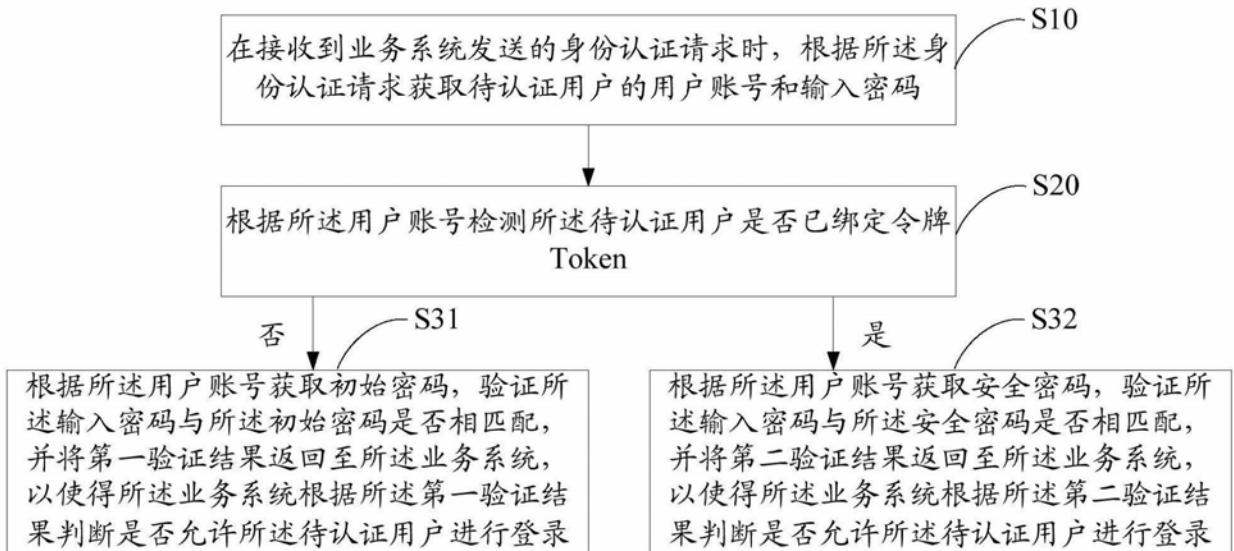 S10
在接收到业务系统发送的身份认证请求时，根据所述身
份认证请求获取待认证用户的用户账号和输入密码
S20
根据所述用户账号检测所述待认证用户是否已绑定令牌
Token
否
S31
是
S32
根据所述用户账号获取初始密码，验证所
述输入密码与所述初始密码是否相匹配，
并将第一验证结果返回至所述业务系统，
以使得所述业务系统根据所述第一验证结
果判断是否允许所述待认证用户进行登录
根据所述用户账号获取安全密码，验证所
述输入密码与所述安全密码是否相匹配，
并将第二验证结果返回至所述业务系统，
以使得所述业务系统根据所述第二验证结
果判断是否允许所述待认证用户进行登录